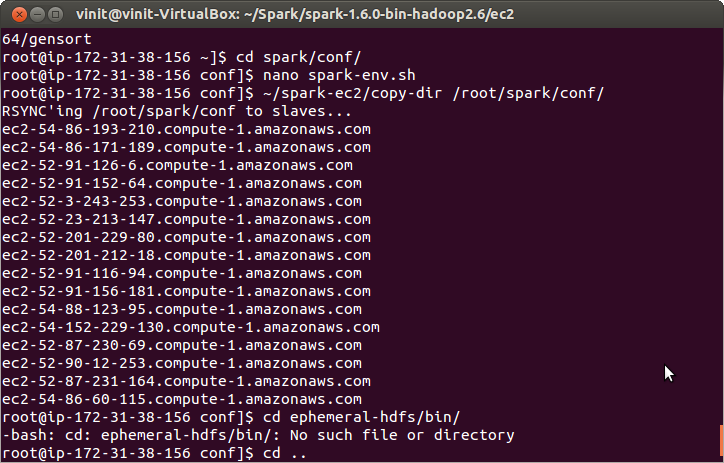 vinit@vinit-VirtualBox: ~/Spark/spark-1.6.0-bin-hadoop2.6/ec2
64/gensort
root@ip-172-31-38-156 ~]$ cd spark/conf/
root@ip-172-31-38-156 conf]$ nano spark-env.sh
root@ip-172-31-38-156 conf]$ ~/spark-ec2/copy-dir /root/spark/conf/
RSYNC'ing /root/spark/conf to slaves...
ec2-54-86-193-210.compute-1.amazonaws.com
ec2-54-86-171-189.compute-1.amazonaws.com
ec2-52-91-126-6.compute-1.amazonaws.com
ec2-52-91-152-64.compute-1.amazonaws.com
ec2-52-3-243-253.compute-1.amazonaws.com
ec2-52-23-213-147.compute-1.amazonaws.com
ec2-52-201-229-80.compute-1.amazonaws.com
ec2-52-201-212-18.compute-1.amazonaws.com
ec2-52-91-116-94.compute-1.amazonaws.com
ec2-52-91-156-181.compute-1.amazonaws.com
ec2-54-88-123-95.compute-1.amazonaws.com
ec2-54-152-229-130.compute-1.amazonaws.com
ec2-52-87-230-69.compute-1.amazonaws.com
ec2-52-90-12-253.compute-1.amazonaws.com
ec2-52-87-231-164.compute-1.amazonaws.com
ec2-54-86-60-115.compute-1.amazonaws.com
root@ip-172-31-38-156 conf]$ cd ephemeral-hdfs/bin/
-bash: cd: ephemeral-hdfs/bin/: No such file or directory
root@ip-172-31-38-156 conf]$ cd ..